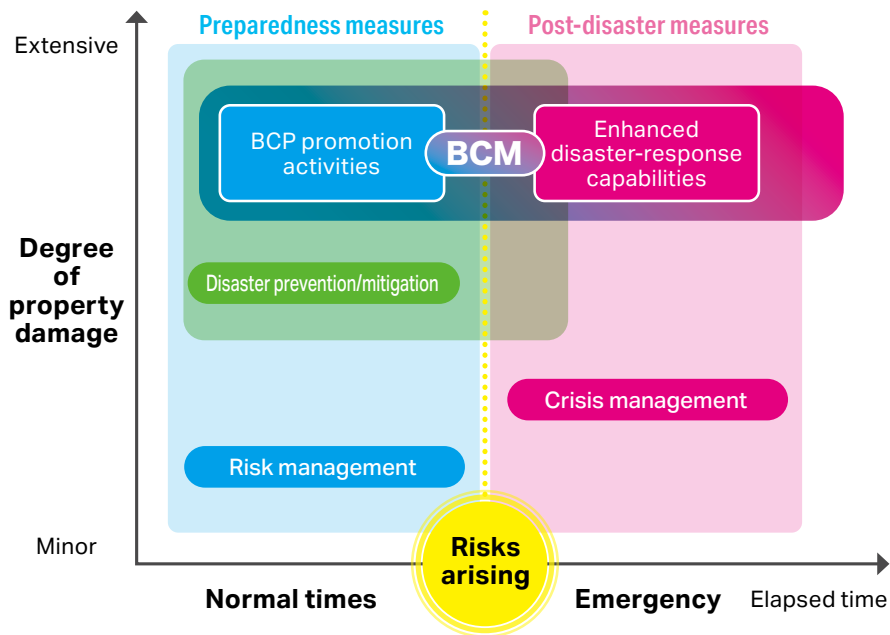 Preparedness measures
Post-disaster measures
Extensive
BCP promotion
activities
BCM
Enhanced
disaster-response
capabilities
Degree
of
property
damage
Disaster prevention/mitigation
Crisis management
Risk management
Minor
Risks
arising
Normal times
Emergency
Elapsed time